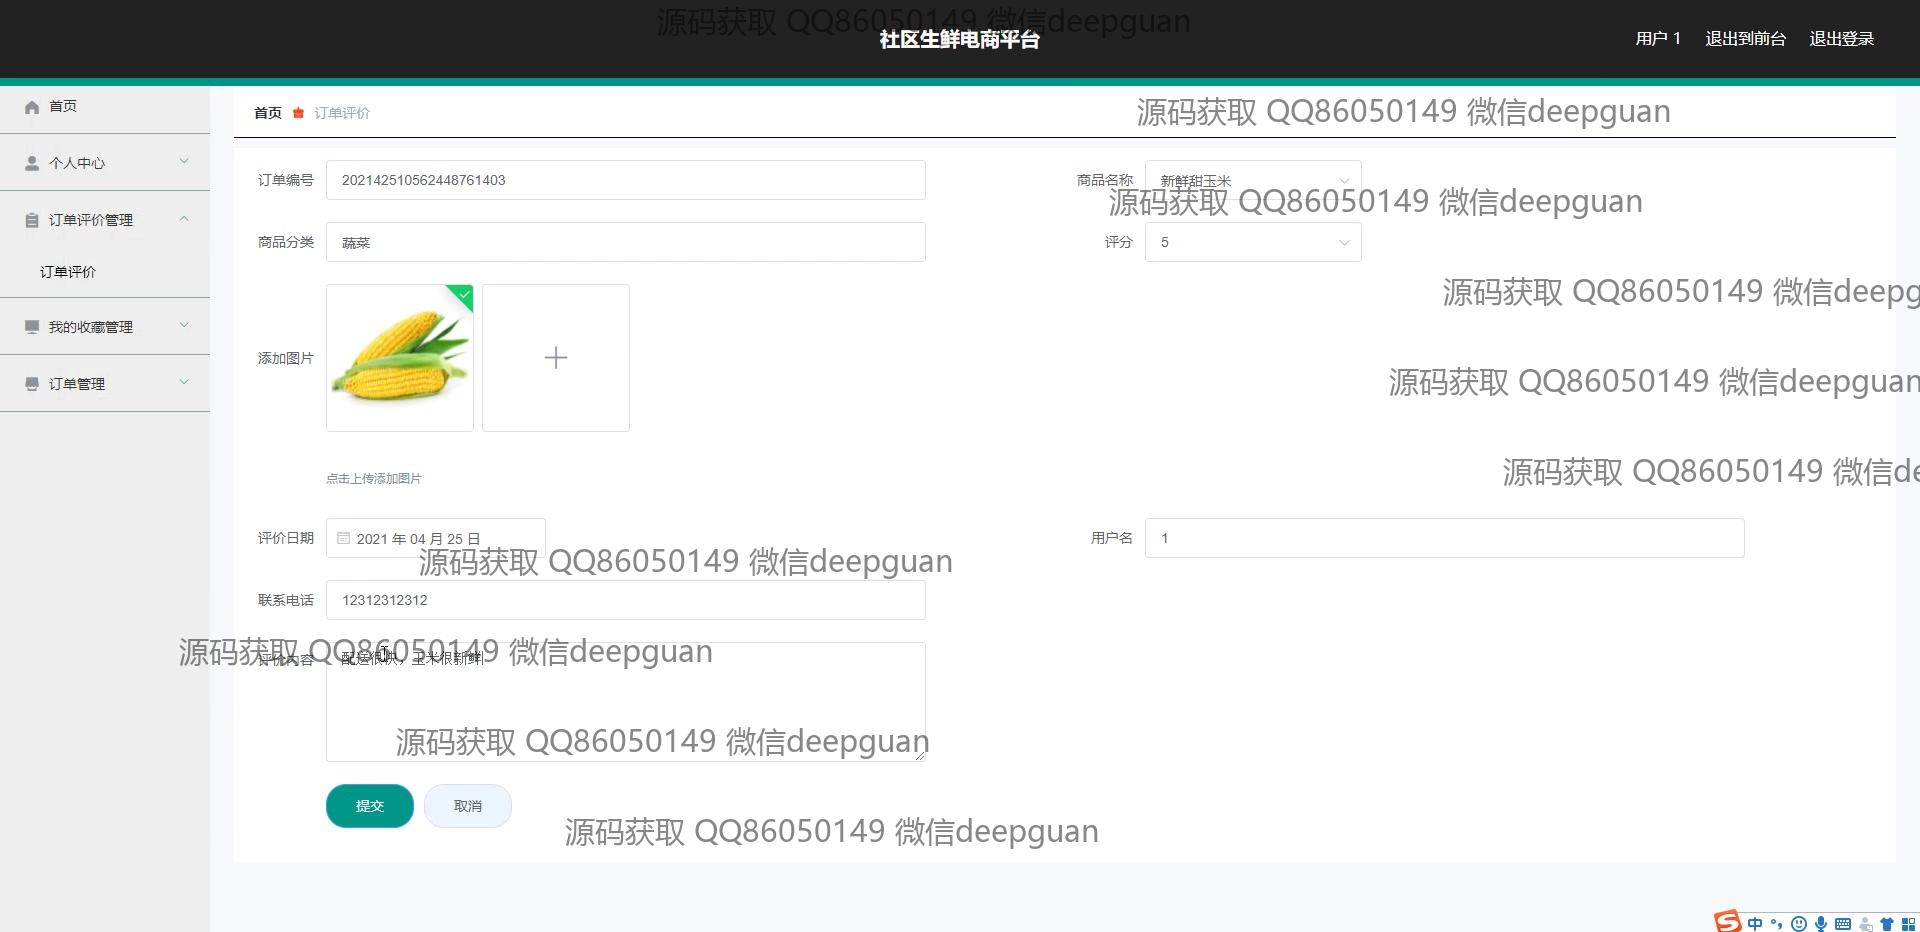 源码获取 QQ86050149 微信deepguan
社区生鲜电商平台
用户 1 退出到前台 退出登录
首页
个人中心
订单评价管理
订单评价
我的收藏管理
订单管理
首页 订单评价
源码获取 QQ86050149 微信deepguan
订单编号 202142510562448761403
商品名称 新鲜甜玉米
源码获取 QQ86050149 微信deepguan
商品分类 蔬菜
评分 5
源码获取 QQ86050149 微信deepg
添加图片
源码获取 QQ86050149 微信deepguan
点击上传添加图片
源码获取 QQ86050149 微信de
评价日期 2021 年 04 月 25 日
用户名 1
源码获取 QQ86050149 微信deepguan
联系电话 12312312312
源码获取 QQ86050149 微信deepguan
评价内容 配送很快，玉米很新鲜
源码获取 QQ86050149 微信deepguan
提交 取消
源码获取 QQ86050149 微信deepguan
中